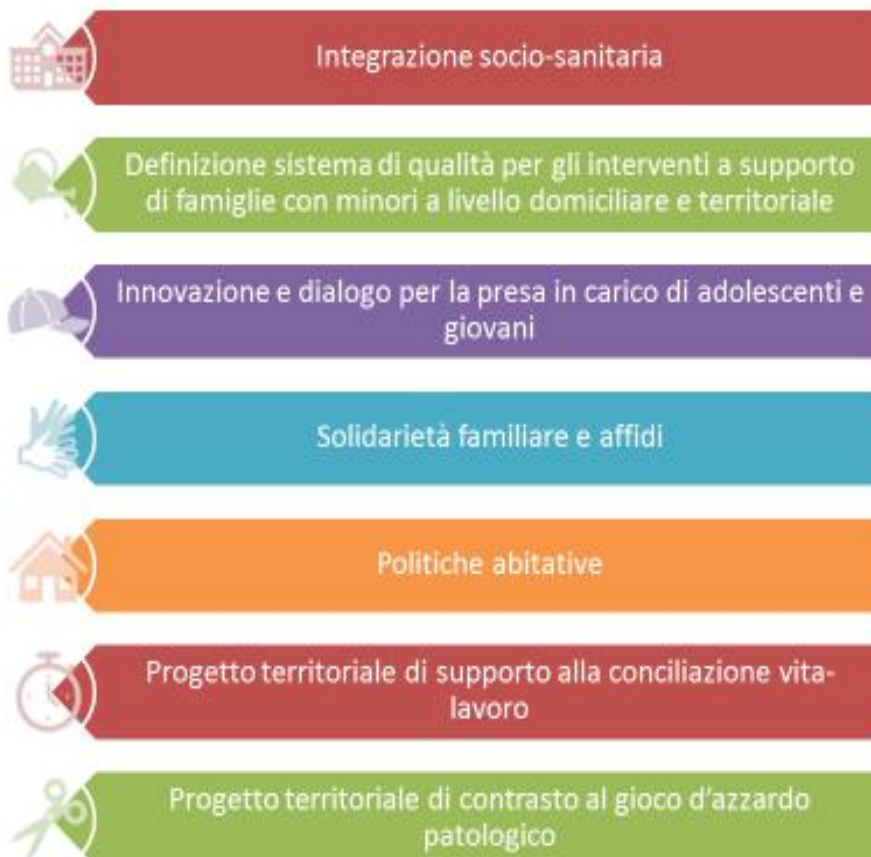 Integrazione socio-sanitaria
Definizione sistema di qualità per gli interventi a supporto
di famiglie con minori a livello domiciliare e territoriale
Innovazione e dialogo per la presa in carico di adolescenti e
giovani
Solidarietà familiare e affidi
Politiche abitative
Progetto territoriale di supporto alla conciliazione vita-
lavoro
Progetto territoriale di contrasto al gioco d’azzardo
patologico